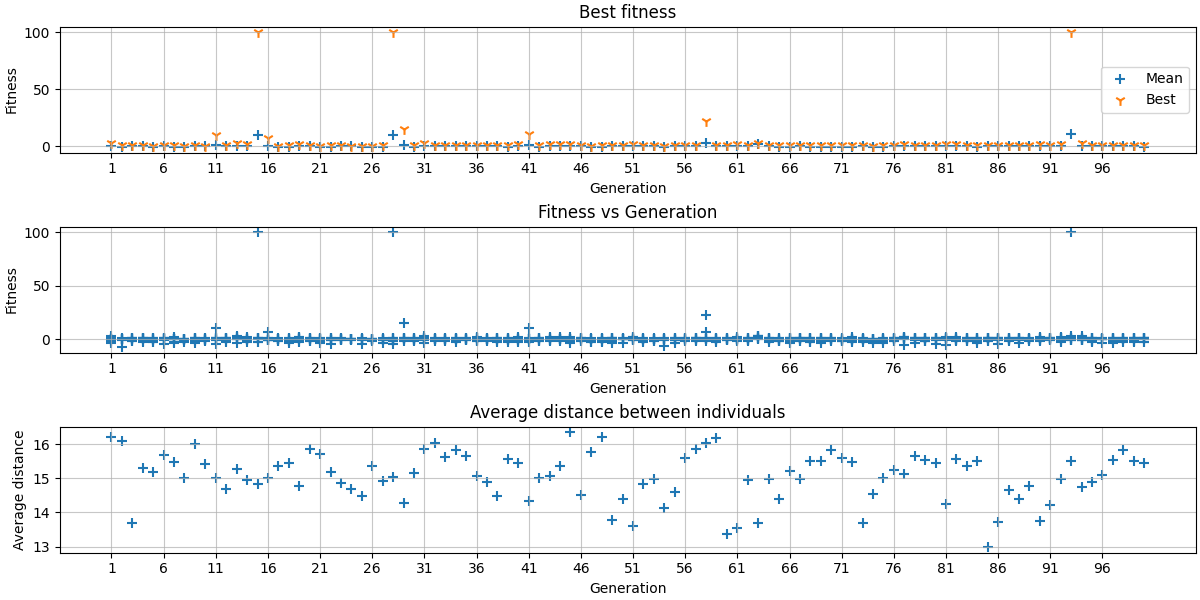 Best fitness
100
50
0
Fitness
Mean
Best
1 6 11 16 21 26 31 36 41 46 51 56 61 66 71 76 81 86 91 96
Generation
Fitness vs Generation
100
50
0
Fitness
1 6 11 16 21 26 31 36 41 46 51 56 61 66 71 76 81 86 91 96
Generation
Average distance between individuals
16
15
14
13
Average distance
1 6 11 16 21 26 31 36 41 46 51 56 61 66 71 76 81 86 91 96
Generation